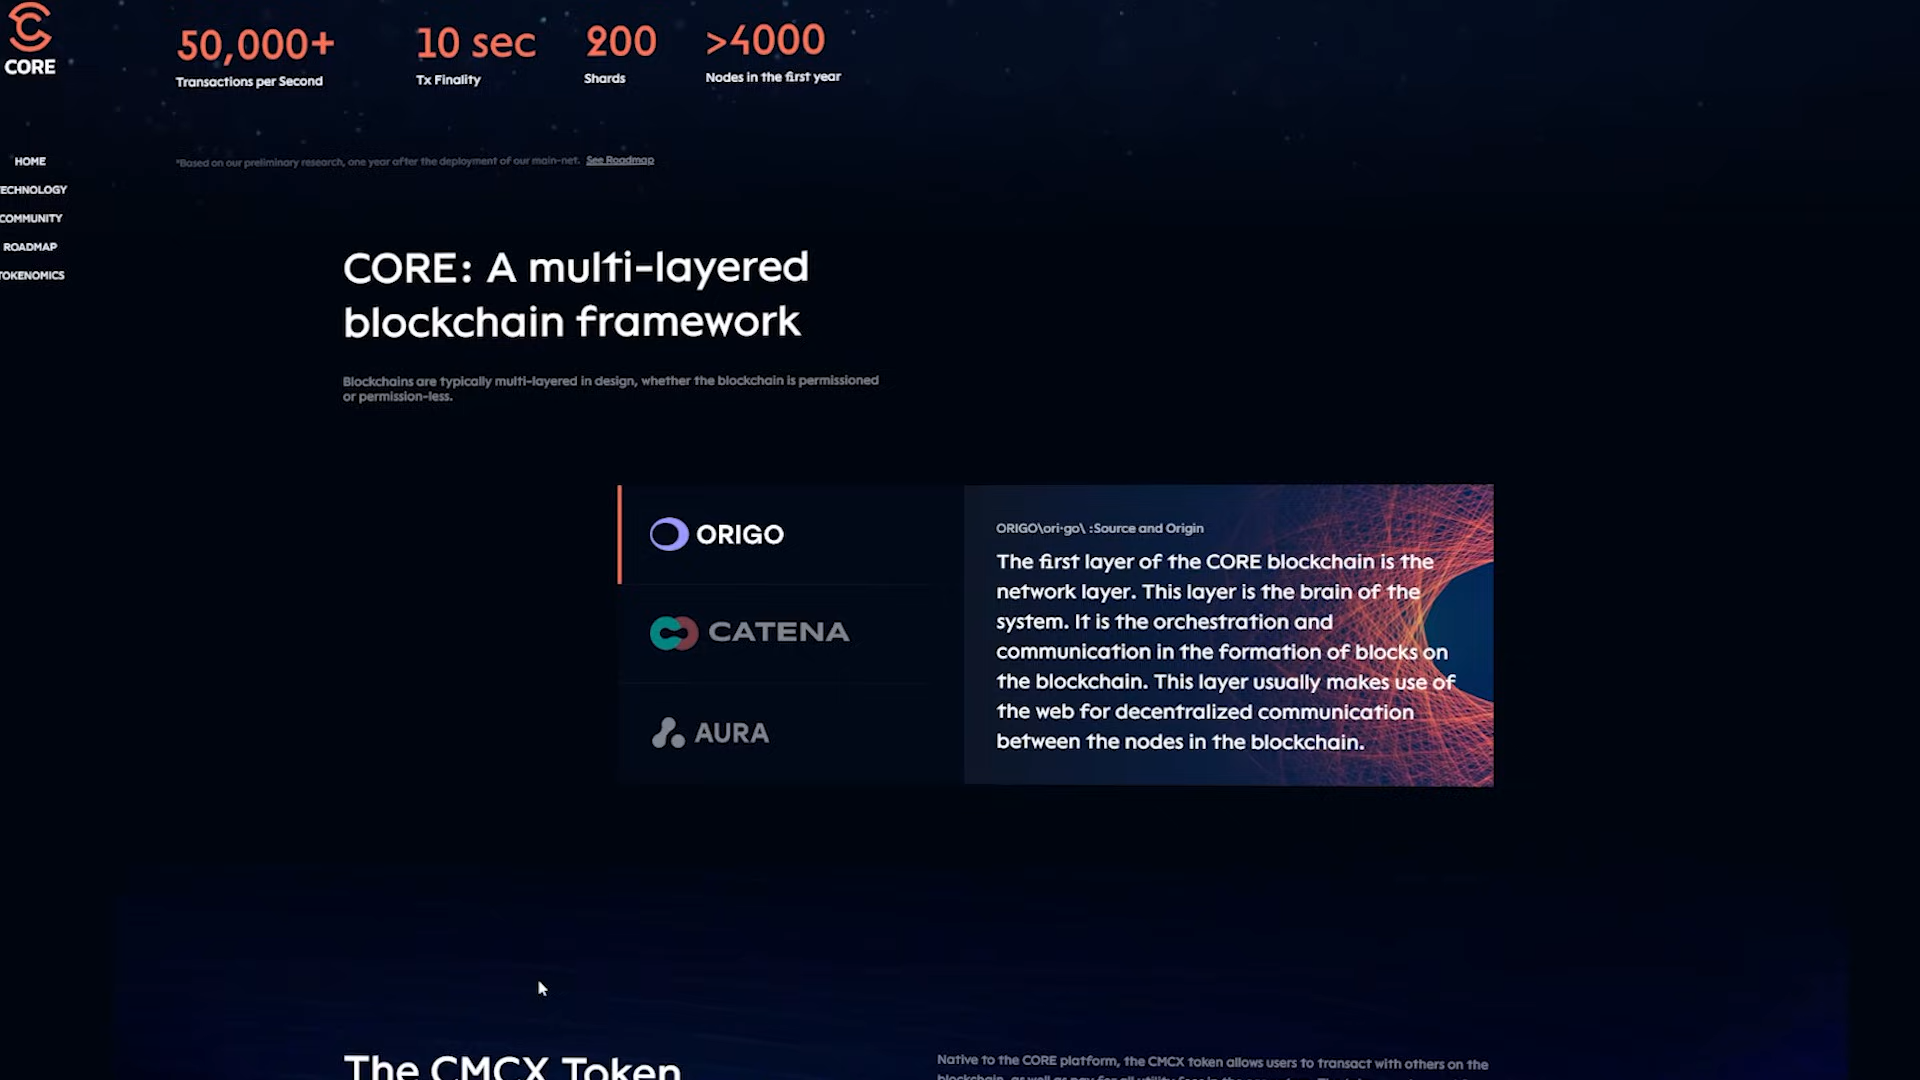 CORE
50,000+
Transactions per Second
10 sec
Tx Finality
200
Shards
>4000
Nodes in the first year
HOME
ECHNOLOGY
COMMUNITY
ROADMAP
TOKENOMICS
*Based on our preliminary research, one year after the deployment of our main-net. See Roadmap
CORE: A multi-layered
blockchain framework
Blockchains are typically multi-layered in design, whether the blockchain is permissioned
or permission-less.
ORIGO
CATENA
AURA
ORIGO\ori·go\ :Source and Origin
The first layer of the CORE blockchain is the
network layer. This layer is the brain of the
system. It is the orchestration and
communication in the formation of blocks on
the blockchain. This layer usually makes use of
the web for decentralized communication
between the nodes in the blockchain.
The CMCX Token
Native to the CORE platform, the CMCX token allows users to transact with others on the